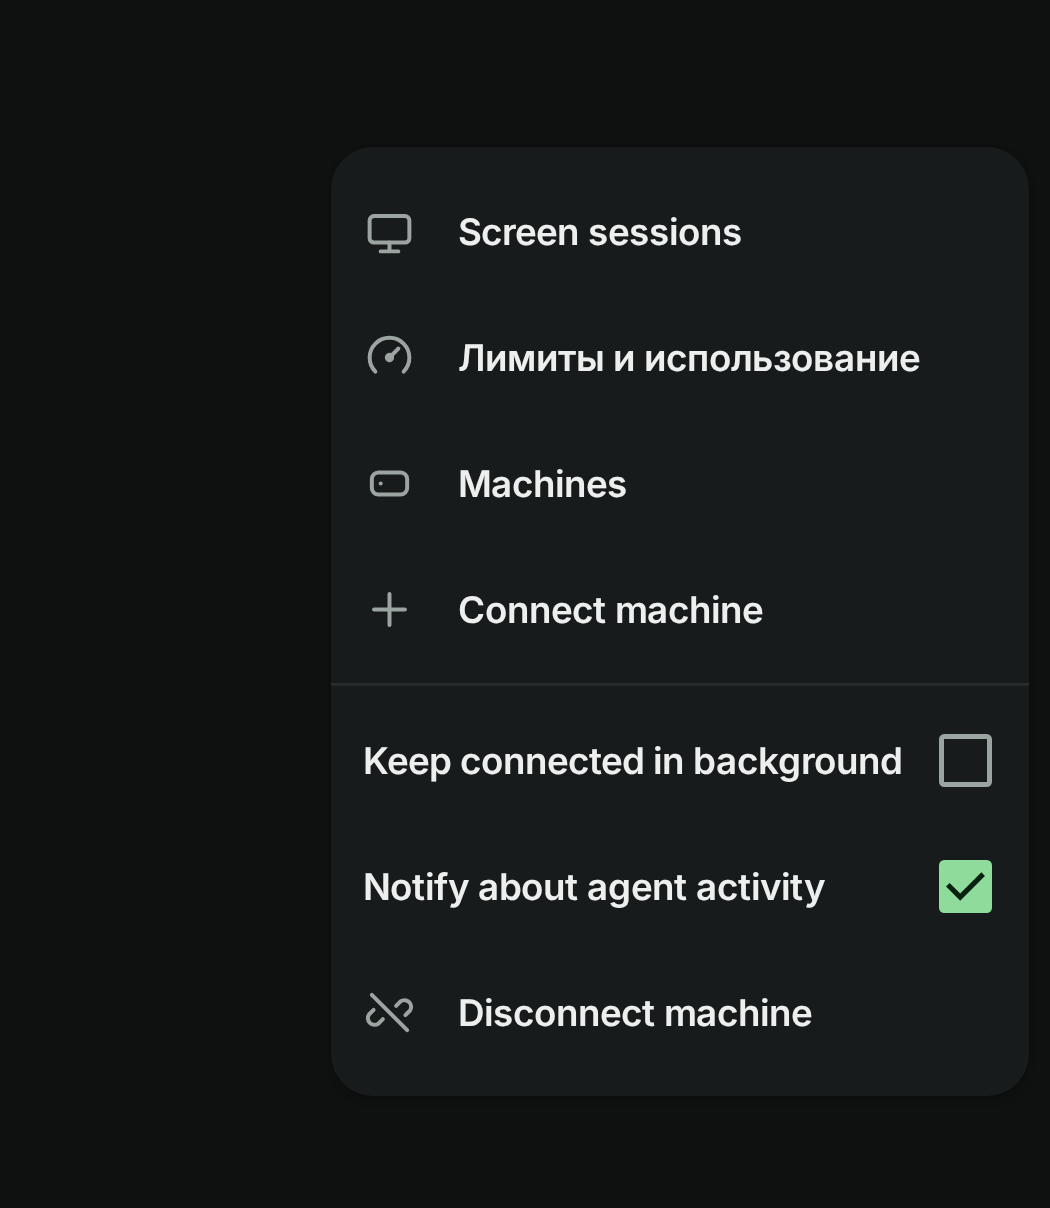 Screen sessions
Лимиты и использование
Machines
Connect machine
Keep connected in background
Notify about agent activity
Disconnect machine